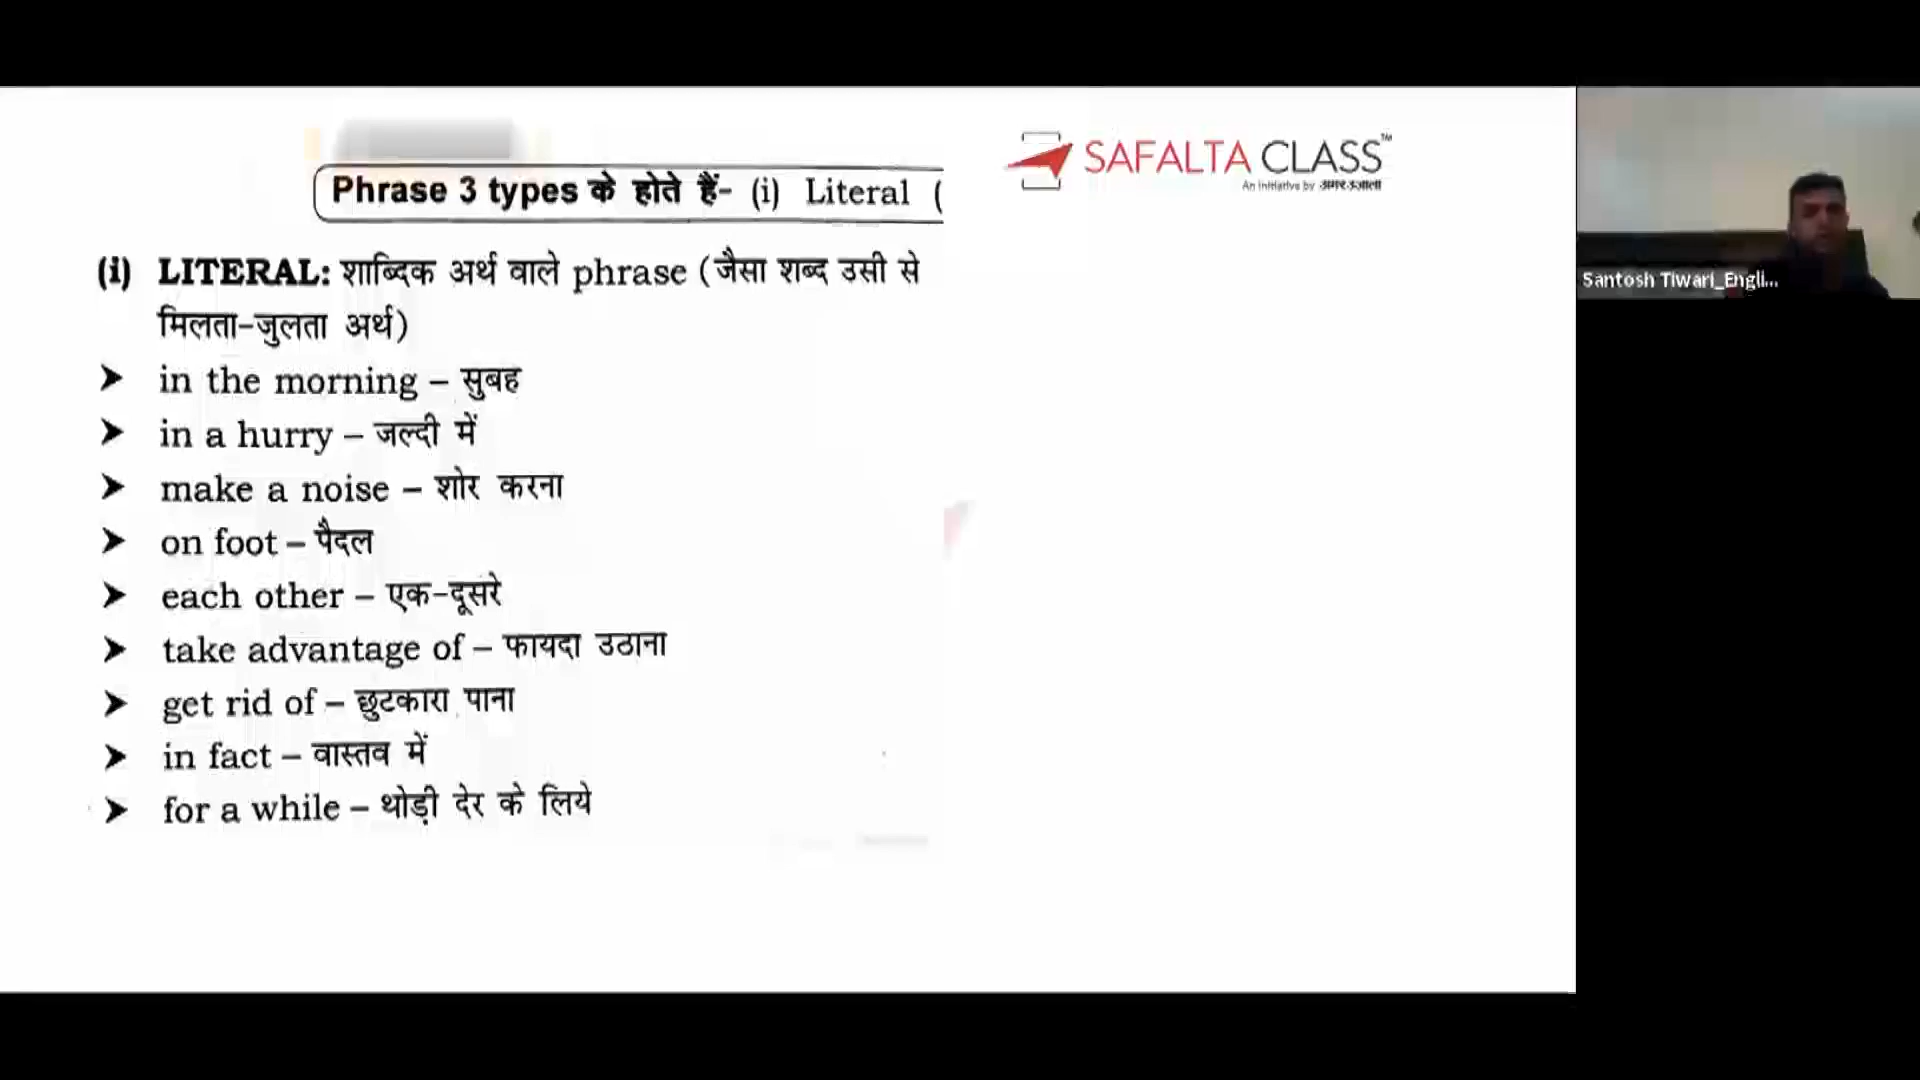 Phrase 3 types के होते हैं- (i) Literal (
SAFALTA CLASS™
An Initiative by अमर उजाला
(i) LITERAL: शाब्दिक अर्थ वाले phrase (जैसा शब्द उसी से
मिलता-जुलता अर्थ)
➤ in the morning – सुबह
➤ in a hurry – जल्दी में
➤ make a noise – शोर करना
➤ on foot – पैदल
➤ each other – एक-दूसरे
➤ take advantage of – फायदा उठाना
➤ get rid of – छुटकारा पाना
➤ in fact – वास्तव में
➤ for a while – थोड़ी देर के लिये
Santosh Tiwari_Engli...